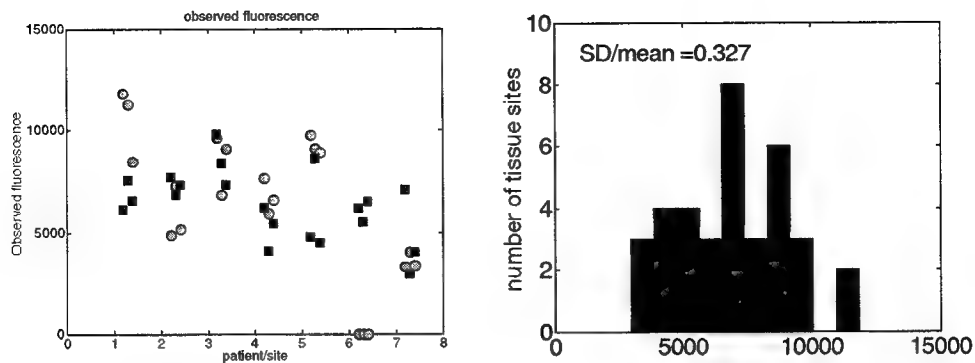 observed fluorescence
15000
10000
5000
0
Observed fluorescence
0 1 2 3 4 5 6 7 8
patient/site
10
8
6
4
2
0
number of tissue sites
SD/mean =0.327
5000 10000 15000